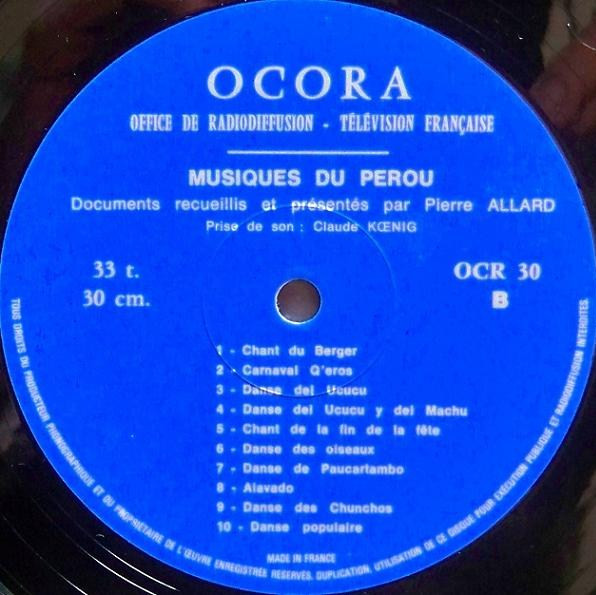 OCORA
OFFICE DE RADIODIFFUSION - TÉLÉVISION FRANÇAISE
MUSIQUES DU PEROU
Documents recueillis et présentés par Pierre ALLARD
Prise de son : Claude KŒNIG
33 t.
30 cm.
OCR 30
B
1 - Chant du Berger
2 - Carnaval Q'eros
3 - Danse del Ucucu
4 - Danse del Ucucu y del Machu
5 - Chant de la fin de la fête
6 - Danse des oiseaux
7 - Danse de Paucartambo
8 - Alavado
9 - Danse des Chunchos
10 - Danse populaire
MADE IN FRANCE
TOUS DROITS DU PRODUCTEUR PHONOGRAPHIQUE ET DU PROPRIETAIRE DE L'ŒUVRE ENREGISTRÉE RESERVÉS. DUPLICATION, UTILISATION DE CE DISQUE POUR EXÉCUTION PUBLIQUE ET RADIODIFFUSION INTERDITES.